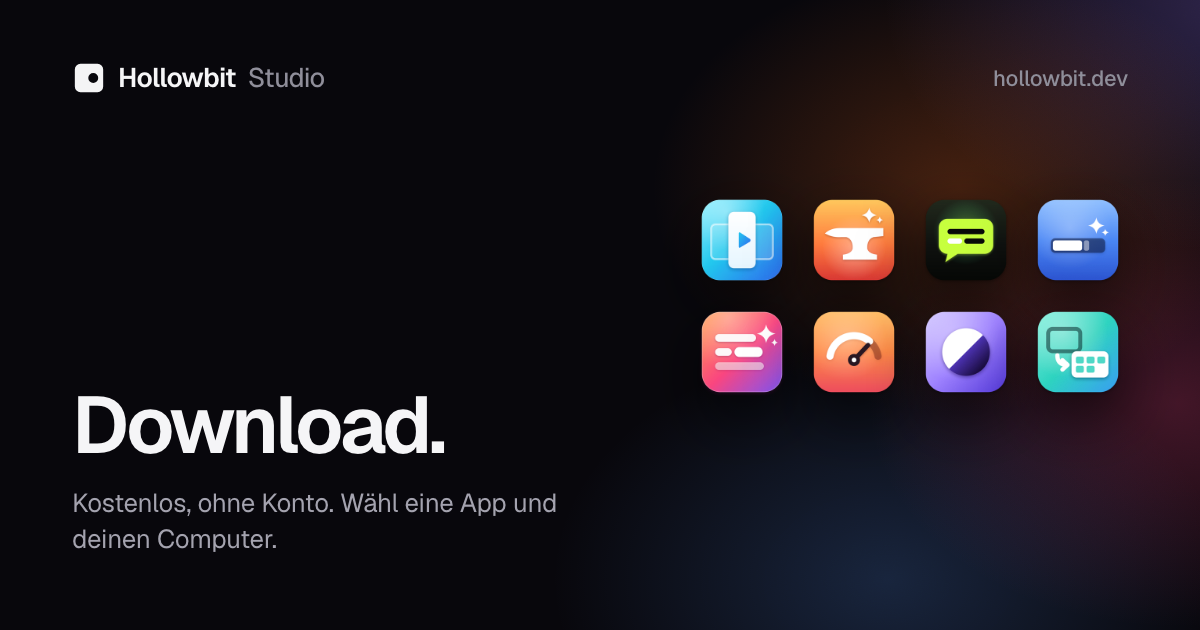 Hollowbit Studio
hollowbit.dev
Download.
Kostenlos, ohne Konto. Wähl eine App und
deinen Computer.